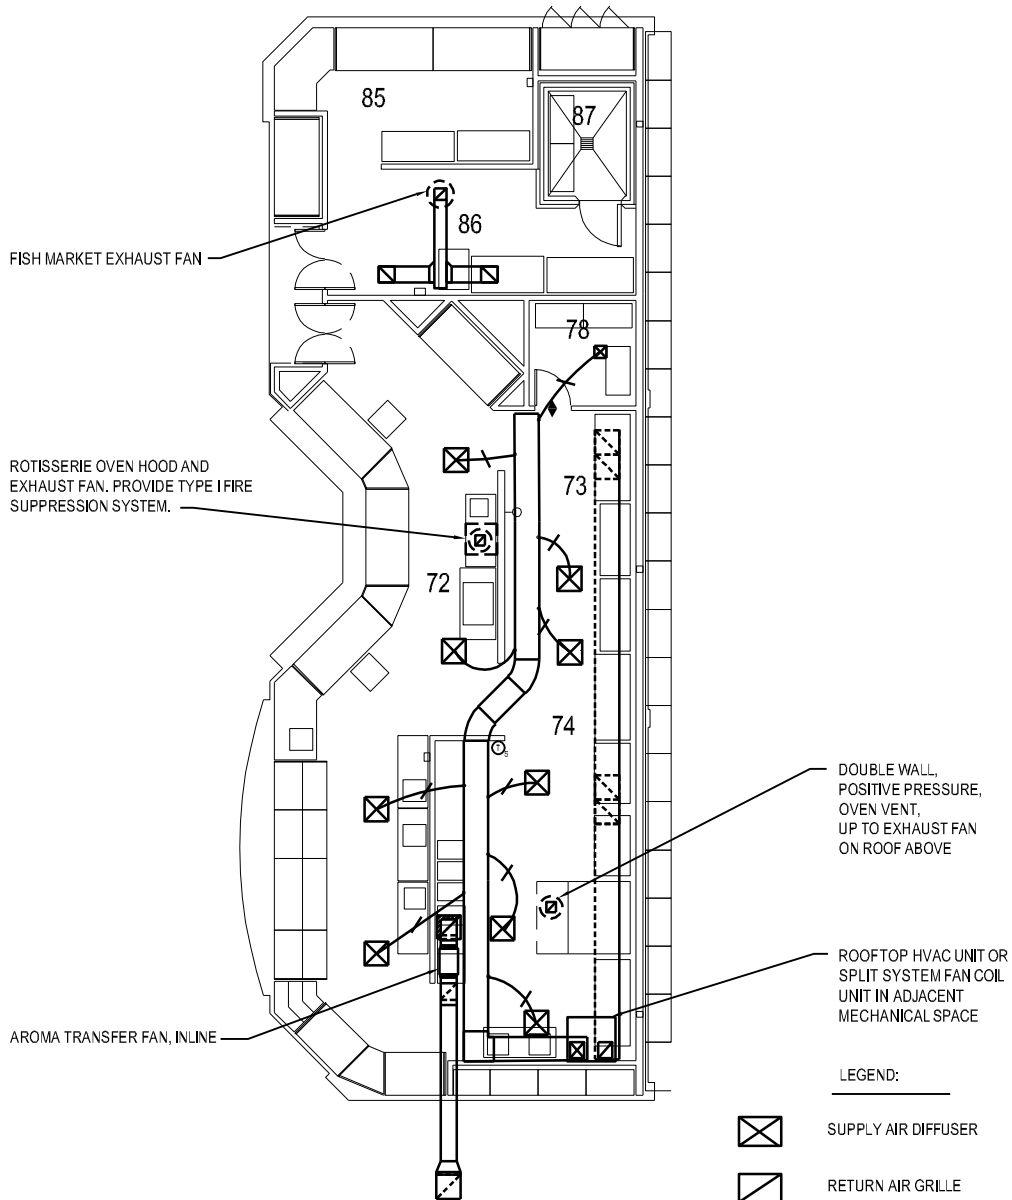 85
87
86
FISH MARKET EXHAUST FAN
78
ROTISSERIE OVEN HOOD AND
EXHAUST FAN. PROVIDE TYPE I FIRE
SUPPRESSION SYSTEM.
73
72
74
T
S
DOUBLE WALL,
POSITIVE PRESSURE,
OVEN VENT,
UP TO EXHAUST FAN
ON ROOF ABOVE
ROOFTOP HVAC UNIT OR
SPLIT SYSTEM FAN COIL
UNIT IN ADJACENT
MECHANICAL SPACE
AROMA TRANSFER FAN, INLINE
LEGEND:
SUPPLY AIR DIFFUSER
RETURN AIR GRILLE